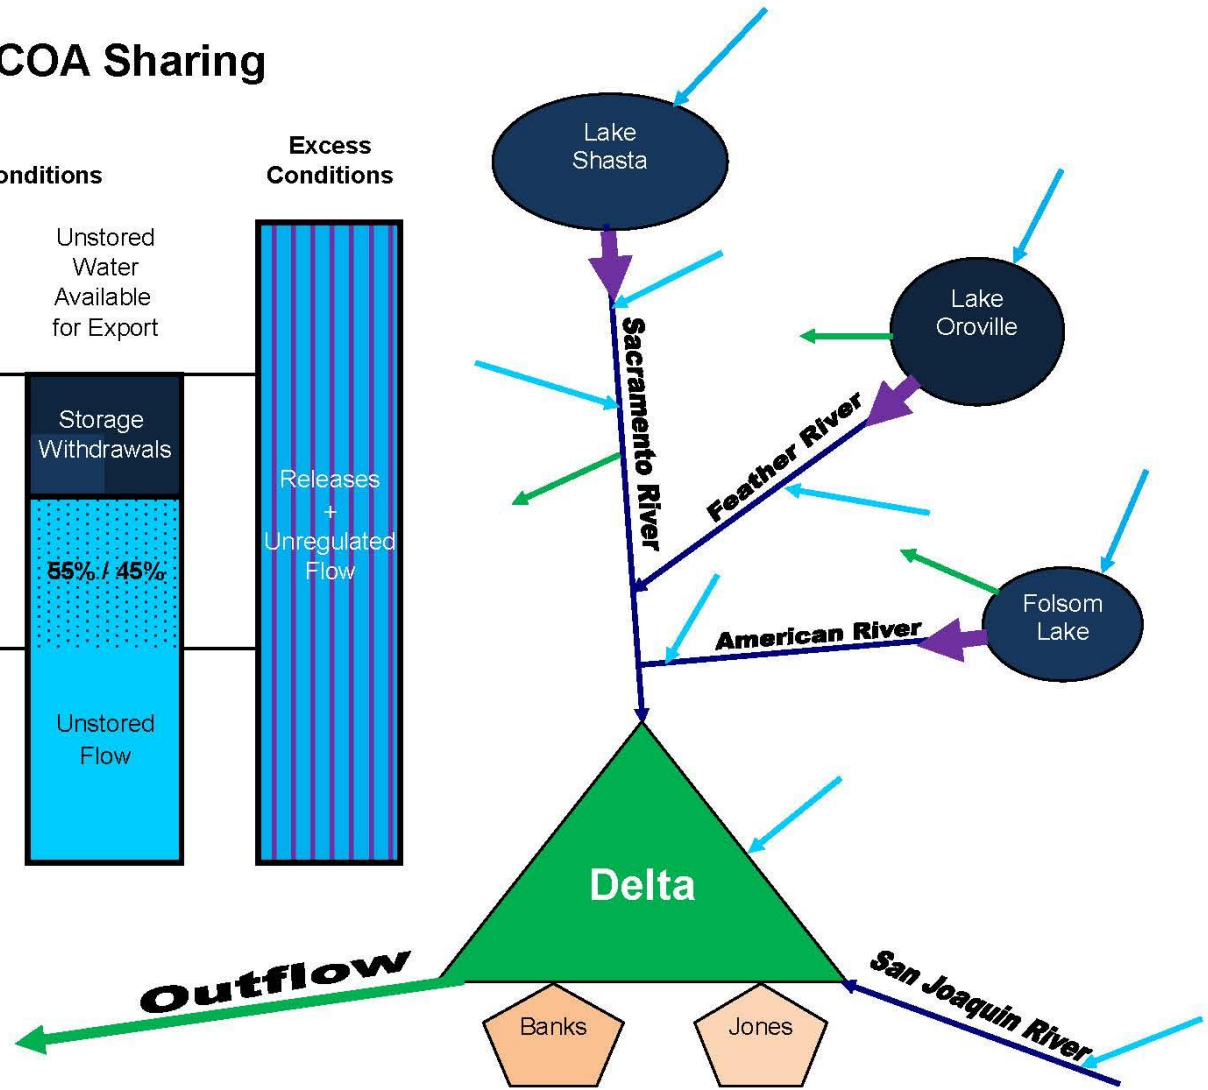 COA Sharing
onditions
Excess
Conditions
Unstored
Water
Available
for Export
Storage
Withdrawals
55% / 45%
Unstored
Flow
Releases
+
Unregulated
Flow
Lake
Shasta
Lake
Oroville
Folsom
Lake
Sacramento River
Feather River
American River
Delta
Outflow
San Joaquin River
Banks
Jones